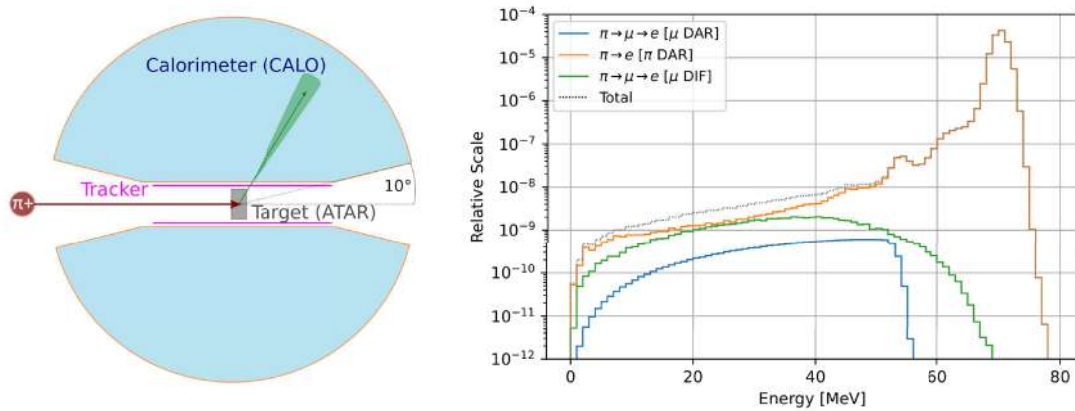 Calorimeter (CALO)
Tracker
10°
π+
Target (ATAR)
π→μ→e [μ DAR]
π→e [π DAR]
π→μ→e [μ DIF]
Total
Relative Scale
10⁻⁴
10⁻⁵
10⁻⁶
10⁻⁷
10⁻⁸
10⁻⁹
10⁻¹⁰
10⁻¹¹
10⁻¹²
0 20 40 60 80
Energy [MeV]